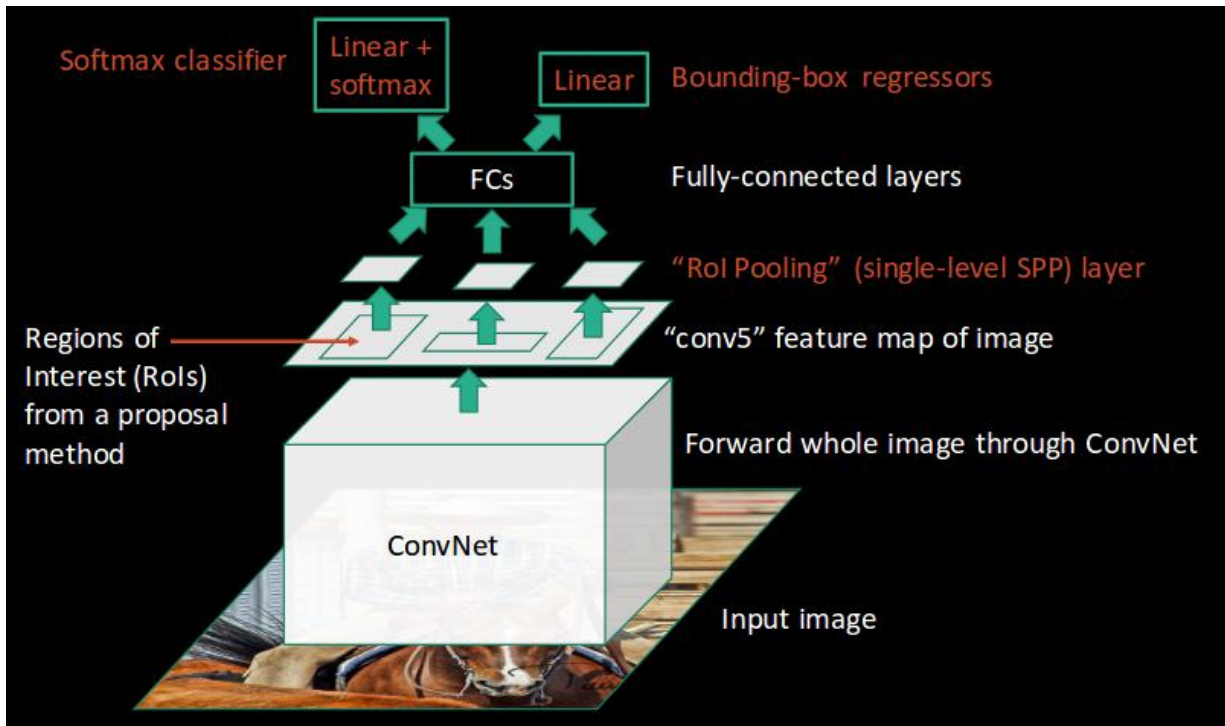 Softmax classifier
Linear +
softmax
Linear
Bounding-box regressors
FCs
Fully-connected layers
“RoI Pooling” (single-level SPP) layer
Regions of
Interest (RoIs)
from a proposal
method
“conv5” feature map of image
Forward whole image through ConvNet
ConvNet
Input image